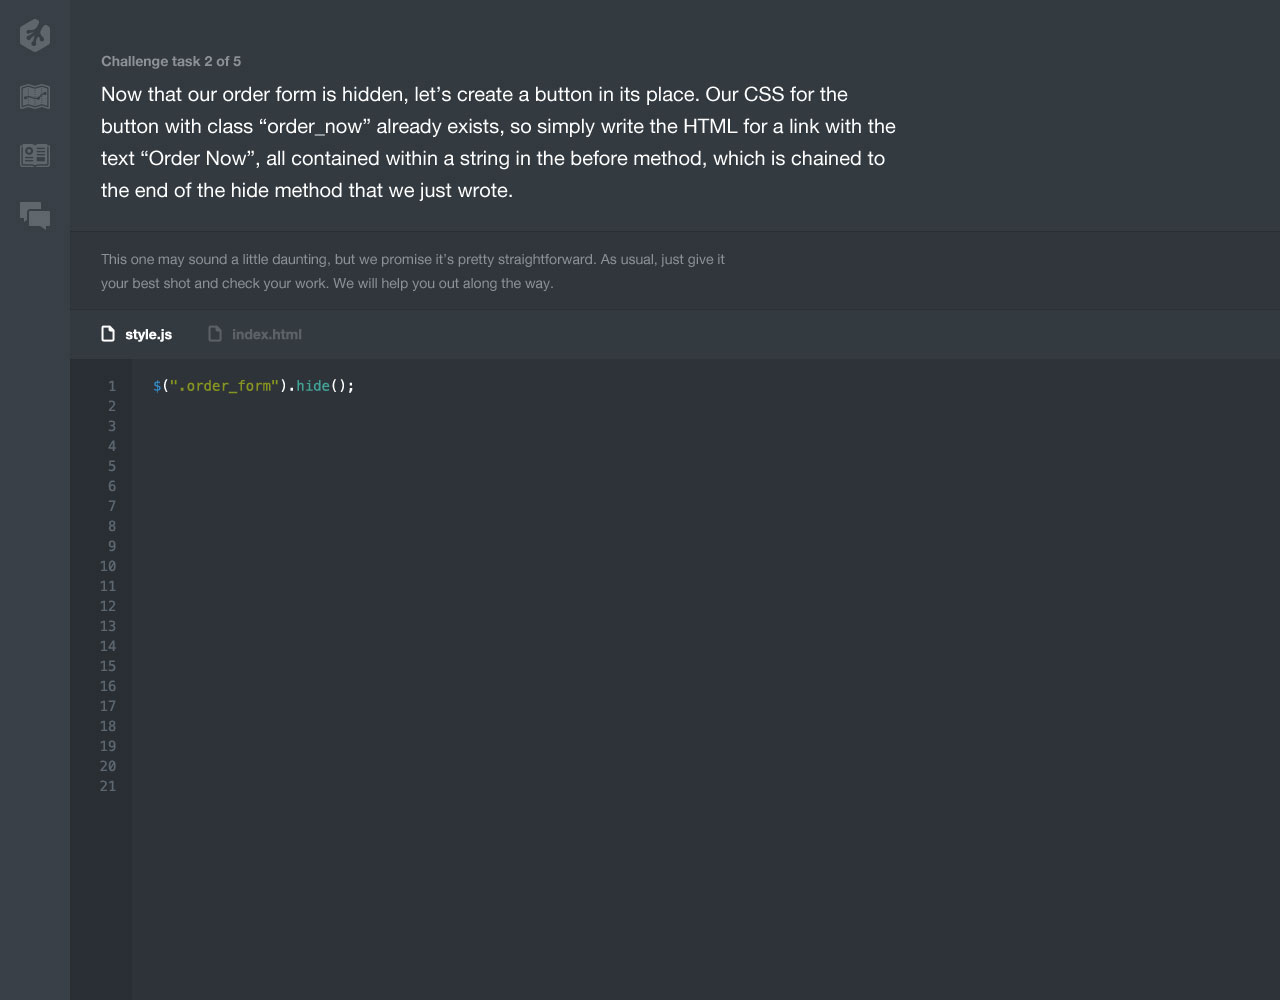 Challenge task 2 of 5
Now that our order form is hidden, let’s create a button in its place. Our CSS for the
button with class “order_now” already exists, so simply write the HTML for a link with the
text “Order Now”, all contained within a string in the before method, which is chained to
the end of the hide method that we just wrote.
This one may sound a little daunting, but we promise it’s pretty straightforward. As usual, just give it
your best shot and check your work. We will help you out along the way.
style.js index.html
1 $(".order_form").hide();
2
3
4
5
6
7
8
9
10
11
12
13
14
15
16
17
18
19
20
21